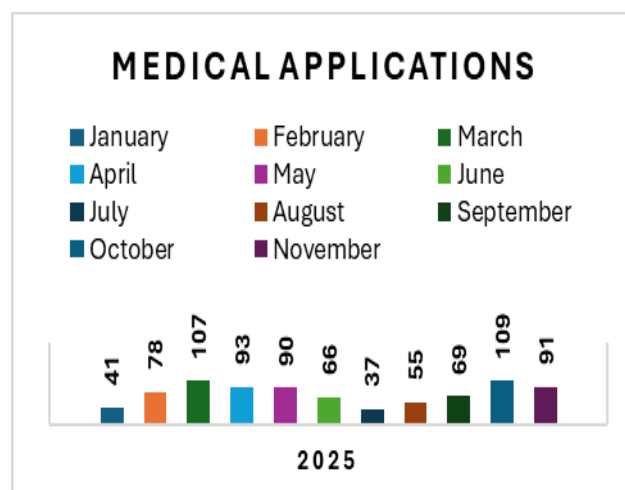 MEDICAL APPLICATIONS
January February March
April May June
July August September
October November
41 78 107 93 90 66 37 55 69 109 91
2025